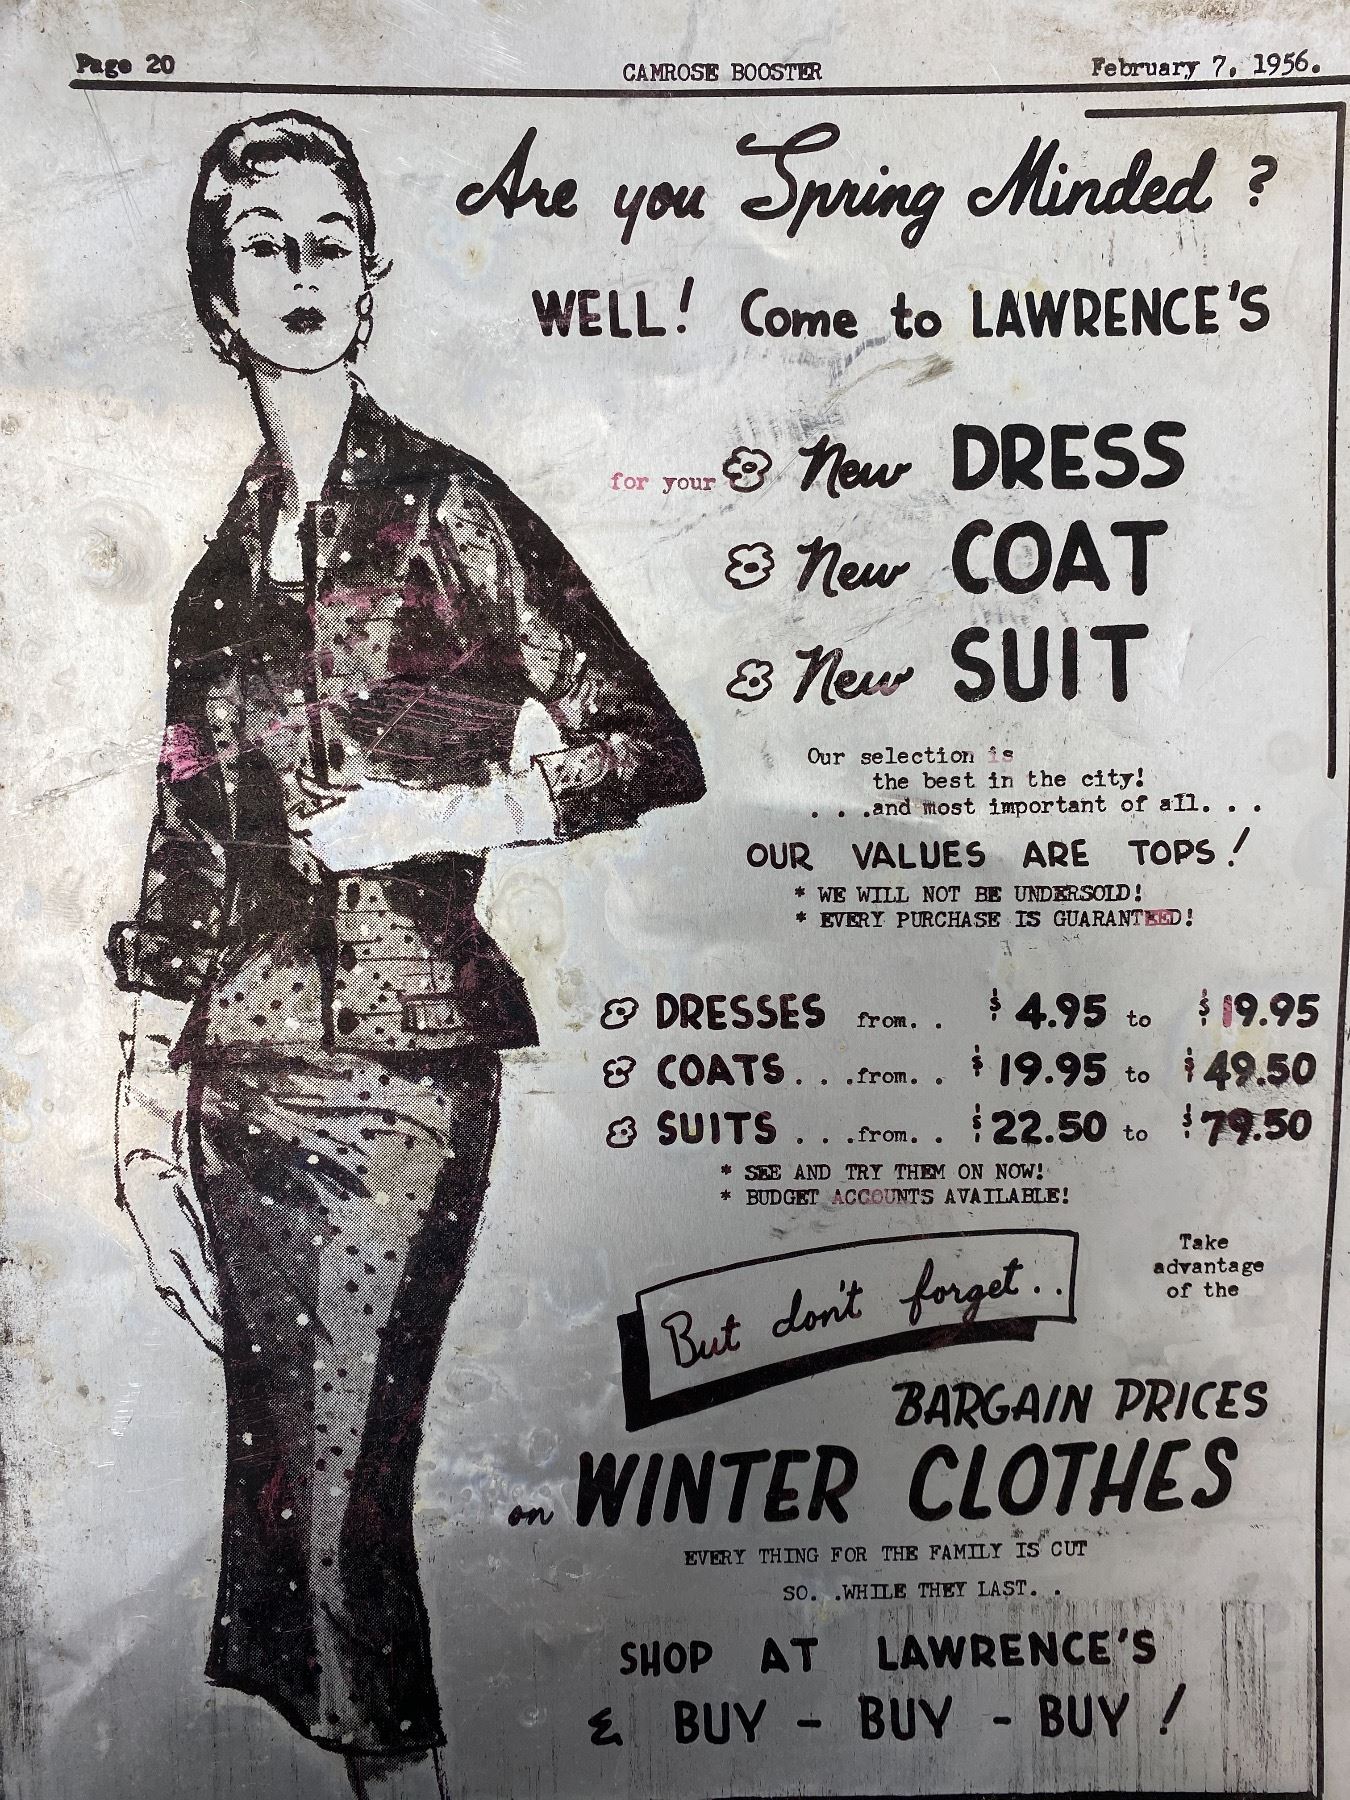 Page 20 CAMROSE BOOSTER February 7, 1956.
Are you Spring Minded ?
WELL! Come to LAWRENCE'S
for your New DRESS
New COAT
New SUIT
Our selection is
the best in the city!
. . .and most important of all. . .
OUR VALUES ARE TOPS!
* WE WILL NOT BE UNDERSOLD!
* EVERY PURCHASE IS GUARANTEED!
DRESSES from. . $4.95 to $19.95
COATS. . .from. . $19.95 to $49.50
SUITS . . .from. . $22.50 to $79.50
* SEE AND TRY THEM ON NOW!
* BUDGET ACCOUNTS AVAILABLE!
But don't forget. .
Take
advantage
of the
BARGAIN PRICES
on WINTER CLOTHES
EVERY THING FOR THE FAMILY IS CUT
SO. .WHILE THEY LAST. .
SHOP AT LAWRENCE'S
& BUY - BUY - BUY !